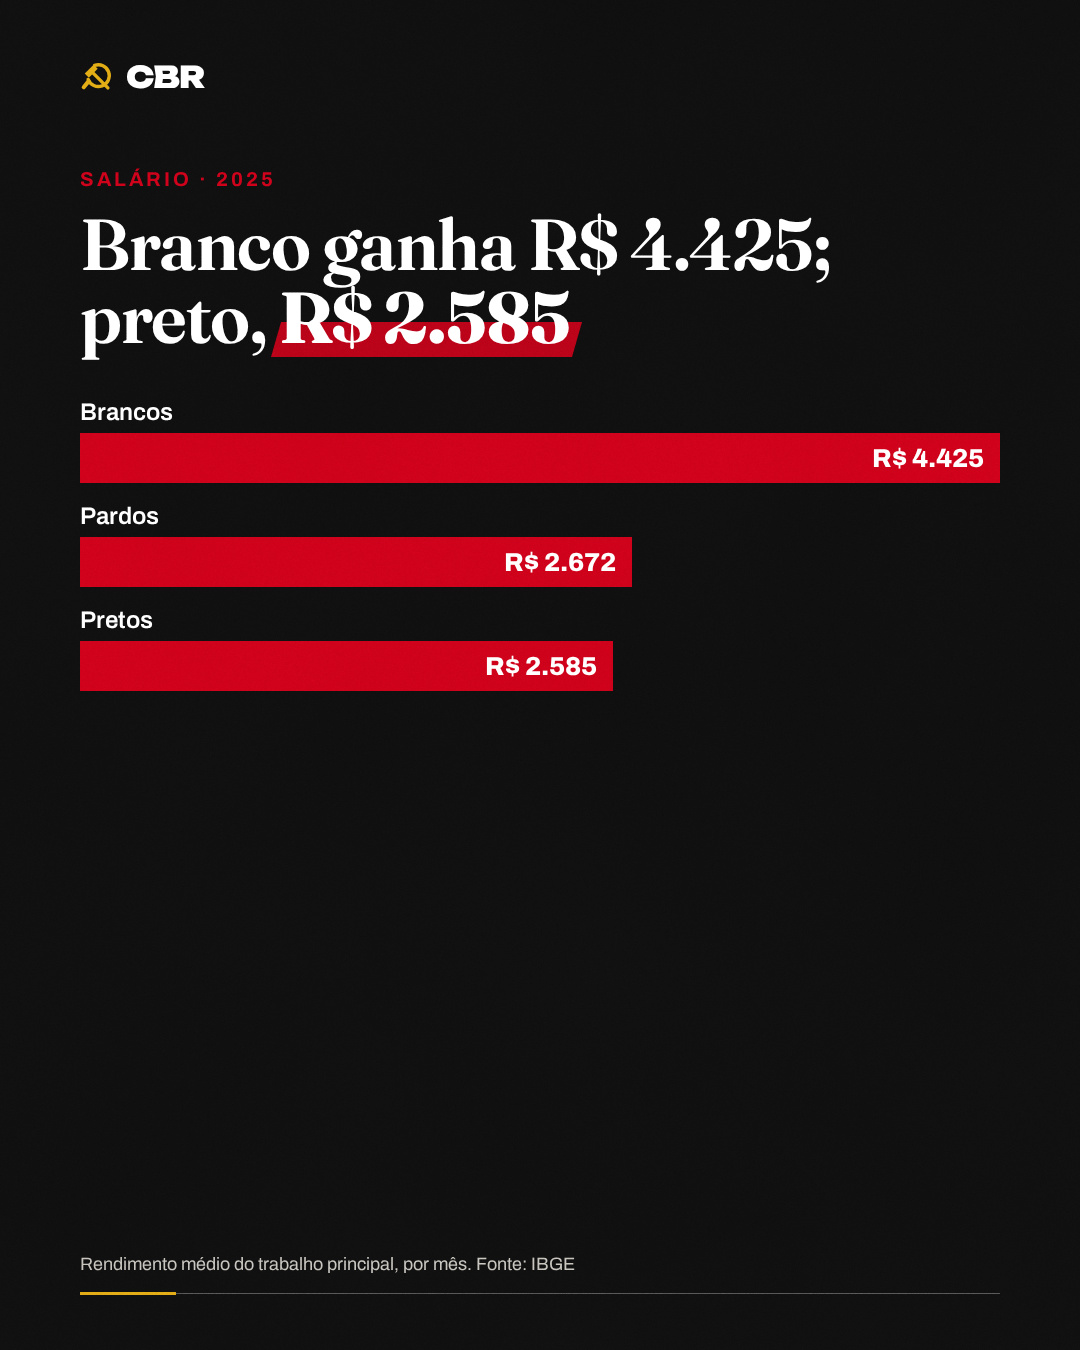 CBR
SALÁRIO · 2025
Branco ganha R$ 4.425;
preto, R$ 2.585
Brancos
R$ 4.425
Pardos
R$ 2.672
Pretos
R$ 2.585
Rendimento médio do trabalho principal, por mês. Fonte: IBGE